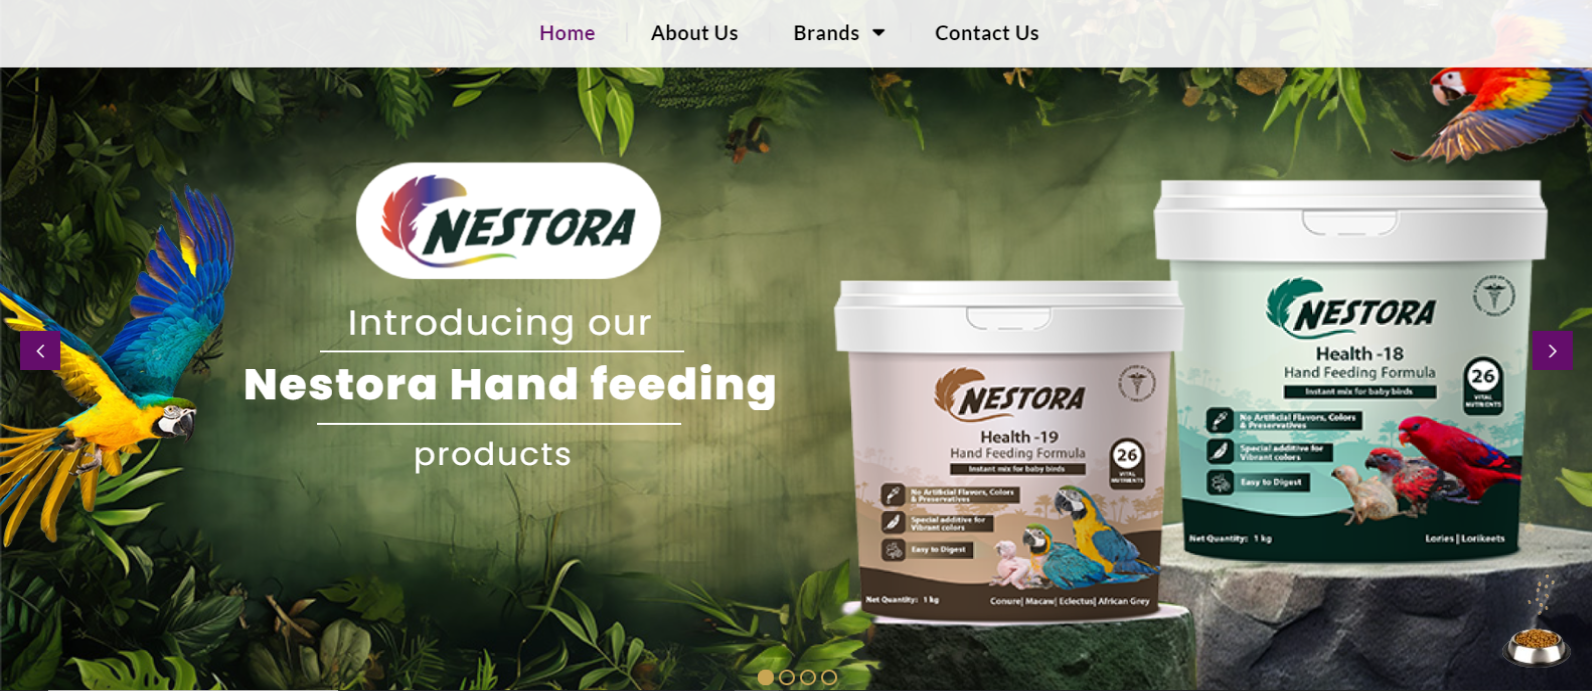 Home
About Us
Brands
Contact Us
NESTORA
Introducing our
Nestora Hand feeding
products
NESTORA
Health -19
Hand Feeding Formula
Instant mix for baby birds
26
VITAL
NUTRIENTS
No Artificial Flavors, Colors
& Preservatives
Special additive for
Vibrant colors
Easy to Digest
Net Quantity: 1 kg
Conure| Macaw| Eclectus| African Grey
NESTORA
Health -18
Hand Feeding Formula
Instant mix for baby birds
26
VITAL
NUTRIENTS
No Artificial Flavors, Colors
& Preservatives
Special additive for
Vibrant colors
Easy to Digest
Net Quantity: 1 kg
Lories | Lorikeets